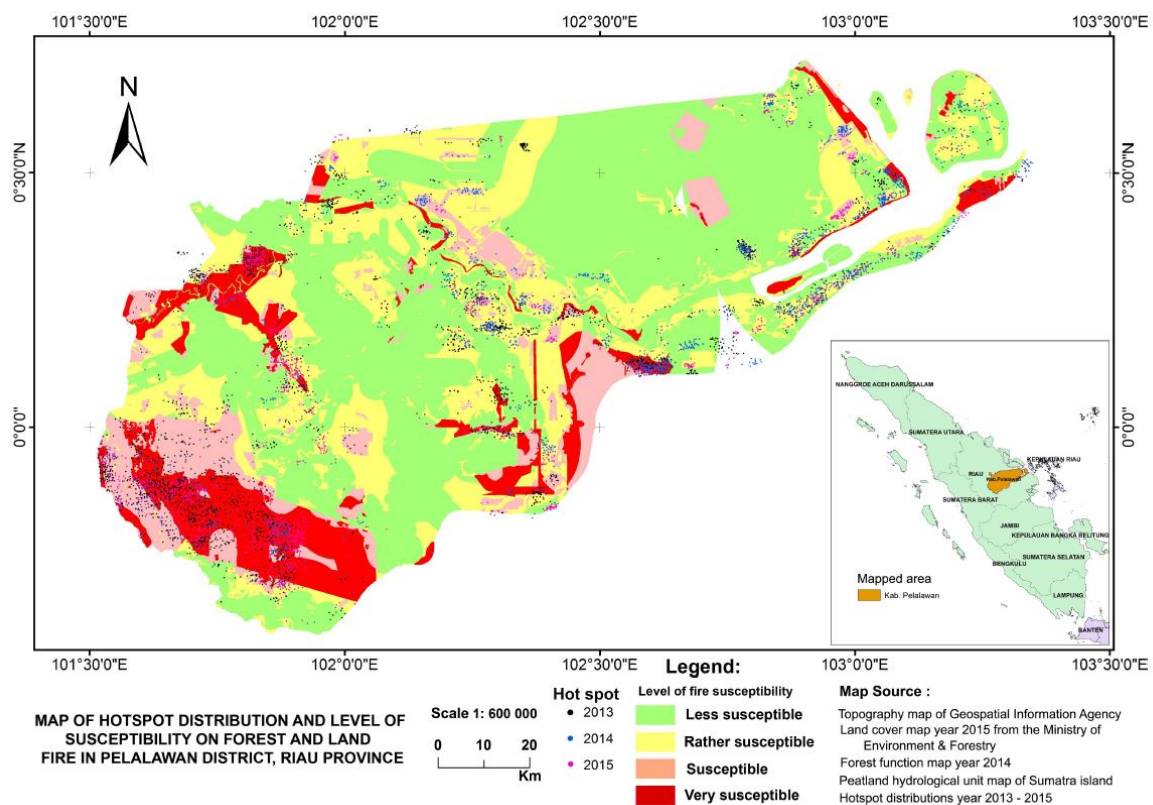 101°30'0"E 102°0'0"E 102°30'0"E 103°0'0"E 103°30'0"E
N
0°30'0"N 0°30'0"N
0°0'0"N 0°0'0"N
NANGGROE ACEH DARUSSALAM
SUMATERA UTARA
KEPULAUAN RIAU
RIAU
Kab.Pelalawan
SUMATERA BARAT
JAMBI
KEPULAUAN BANGKA BELITUNG
SUMATERA SELATAN
BENGKULU
LAMPUNG
BANTEN
Mapped area
Kab. Pelalawan
101°30'0"E 102°0'0"E 102°30'0"E 103°0'0"E 103°30'0"E
MAP OF HOTSPOT DISTRIBUTION AND LEVEL OF
SUSCEPTIBILITY ON FOREST AND LAND
FIRE IN PELALAWAN DISTRICT, RIAU PROVINCE
Scale 1: 600 000
0 10 20
Km
Legend:
Hot spot
2013
2014
2015
Level of fire susceptibility
Less susceptible
Rather susceptible
Susceptible
Very susceptible
Map Source :
Topography map of Geospatial Information Agency
Land cover map year 2015 from the Ministry of
Environment & Forestry
Forest function map year 2014
Peatland hydrological unit map of Sumatra island
Hotspot distributions year 2013 - 2015